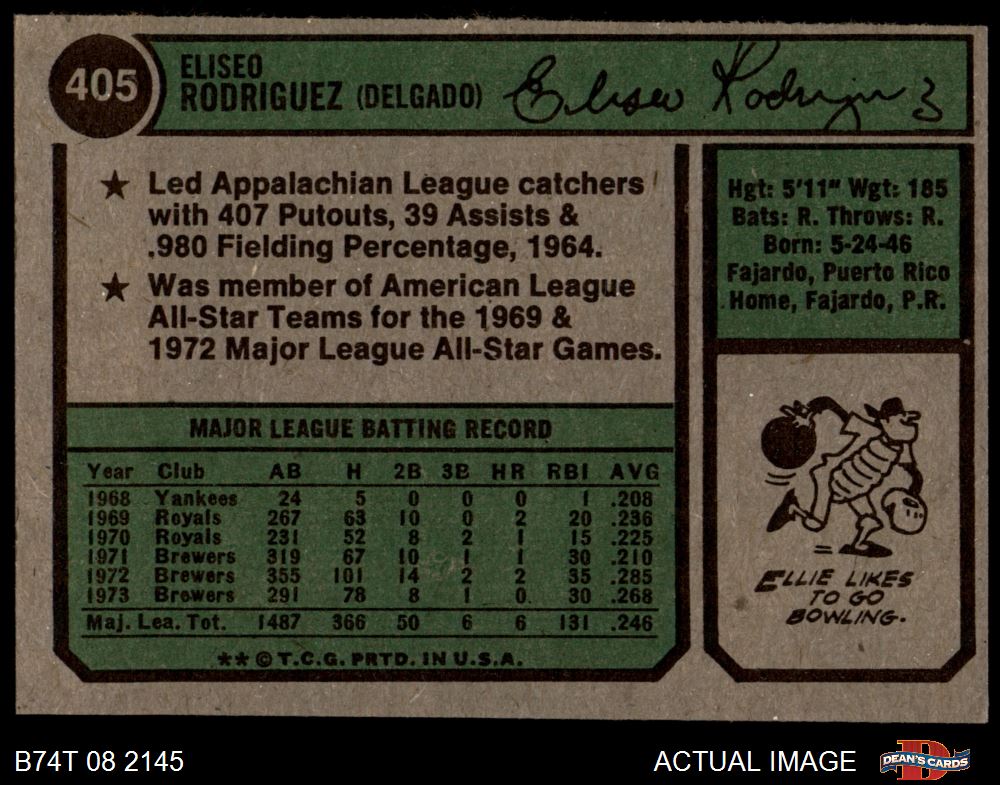 405
ELISEO
RODRIGUEZ (DELGADO)
Eliseo Rodriguez
★ Led Appalachian League catchers
with 407 Putouts, 39 Assists &
.980 Fielding Percentage, 1964.
★ Was member of American League
All-Star Teams for the 1969 &
1972 Major League All-Star Games.
Hgt: 5'11" Wgt: 185
Bats: R. Throws: R.
Born: 5-24-46
Fajardo, Puerto Rico
Home, Fajardo, P.R.
MAJOR LEAGUE BATTING RECORD
Year Club AB H 2B 3B HR RBI AVG
1968 Yankees 24 5 0 0 0 1 .208
1969 Royals 267 63 10 0 2 20 .236
1970 Royals 231 52 8 2 1 15 .225
1971 Brewers 319 67 10 1 1 30 .210
1972 Brewers 355 101 14 2 2 35 .285
1973 Brewers 291 78 8 1 0 30 .268
Maj. Lea. Tot. 1487 366 50 6 6 131 .246
** © T.C.G. PRTD. IN U.S.A.
ELLIE LIKES
TO GO
BOWLING.
B74T 08 2145
ACTUAL IMAGE
DEAN'S CARDS